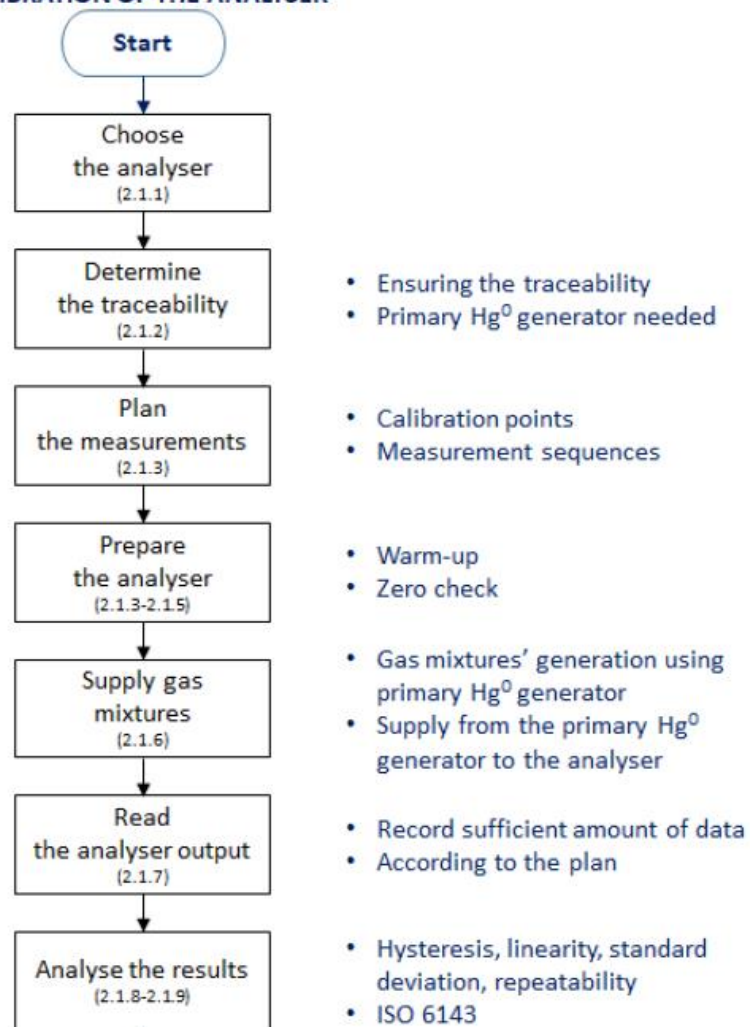 Start
Choose
the analyser
(2.1.1)
Determine
the traceability
(2.1.2)
• Ensuring the traceability
• Primary Hg⁰ generator needed
Plan
the measurements
(2.1.3)
• Calibration points
• Measurement sequences
Prepare
the analyser
(2.1.3-2.1.5)
• Warm-up
• Zero check
Supply gas
mixtures
(2.1.6)
• Gas mixtures’ generation using
primary Hg⁰ generator
• Supply from the primary Hg⁰
generator to the analyser
Read
the analyser output
(2.1.7)
• Record sufficient amount of data
• According to the plan
Analyse the results
(2.1.8-2.1.9)
• Hysteresis, linearity, standard
deviation, repeatability
• ISO 6143